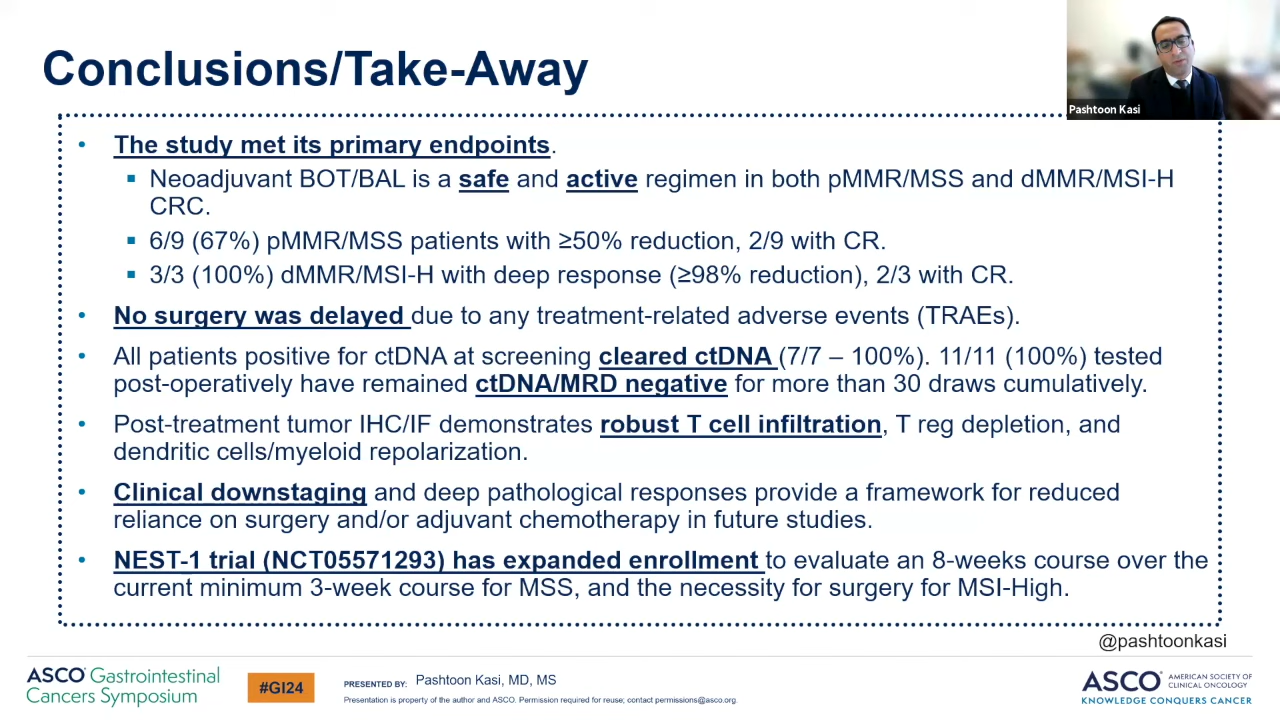 Conclusions/Take-Away
Pashtoon Kasi
• The study met its primary endpoints.
▪ Neoadjuvant BOT/BAL is a safe and active regimen in both pMMR/MSS and dMMR/MSI-H
CRC.
▪ 6/9 (67%) pMMR/MSS patients with ≥50% reduction, 2/9 with CR.
▪ 3/3 (100%) dMMR/MSI-H with deep response (≥98% reduction), 2/3 with CR.
• No surgery was delayed due to any treatment-related adverse events (TRAEs).
• All patients positive for ctDNA at screening cleared ctDNA (7/7 – 100%). 11/11 (100%) tested
post-operatively have remained ctDNA/MRD negative for more than 30 draws cumulatively.
• Post-treatment tumor IHC/IF demonstrates robust T cell infiltration, T reg depletion, and
dendritic cells/myeloid repolarization.
• Clinical downstaging and deep pathological responses provide a framework for reduced
reliance on surgery and/or adjuvant chemotherapy in future studies.
• NEST-1 trial (NCT05571293) has expanded enrollment to evaluate an 8-weeks course over the
current minimum 3-week course for MSS, and the necessity for surgery for MSI-High.
@pashtoonkasi
ASCO Gastrointestinal
Cancers Symposium
#GI24
PRESENTED BY: Pashtoon Kasi, MD, MS
Presentation is property of the author and ASCO. Permission required for reuse; contact permissions@asco.org.
ASCO AMERICAN SOCIETY OF
CLINICAL ONCOLOGY
KNOWLEDGE CONQUERS CANCER